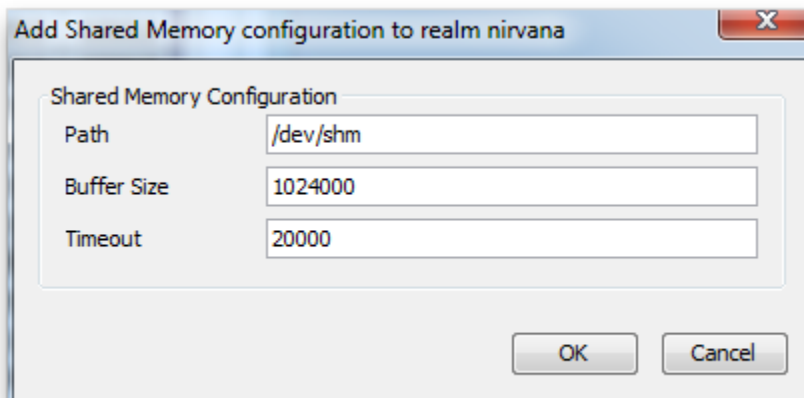 Add Shared Memory configuration to realm nirvana
Shared Memory Configuration
Path /dev/shm
Buffer Size 1024000
Timeout 20000
OK Cancel